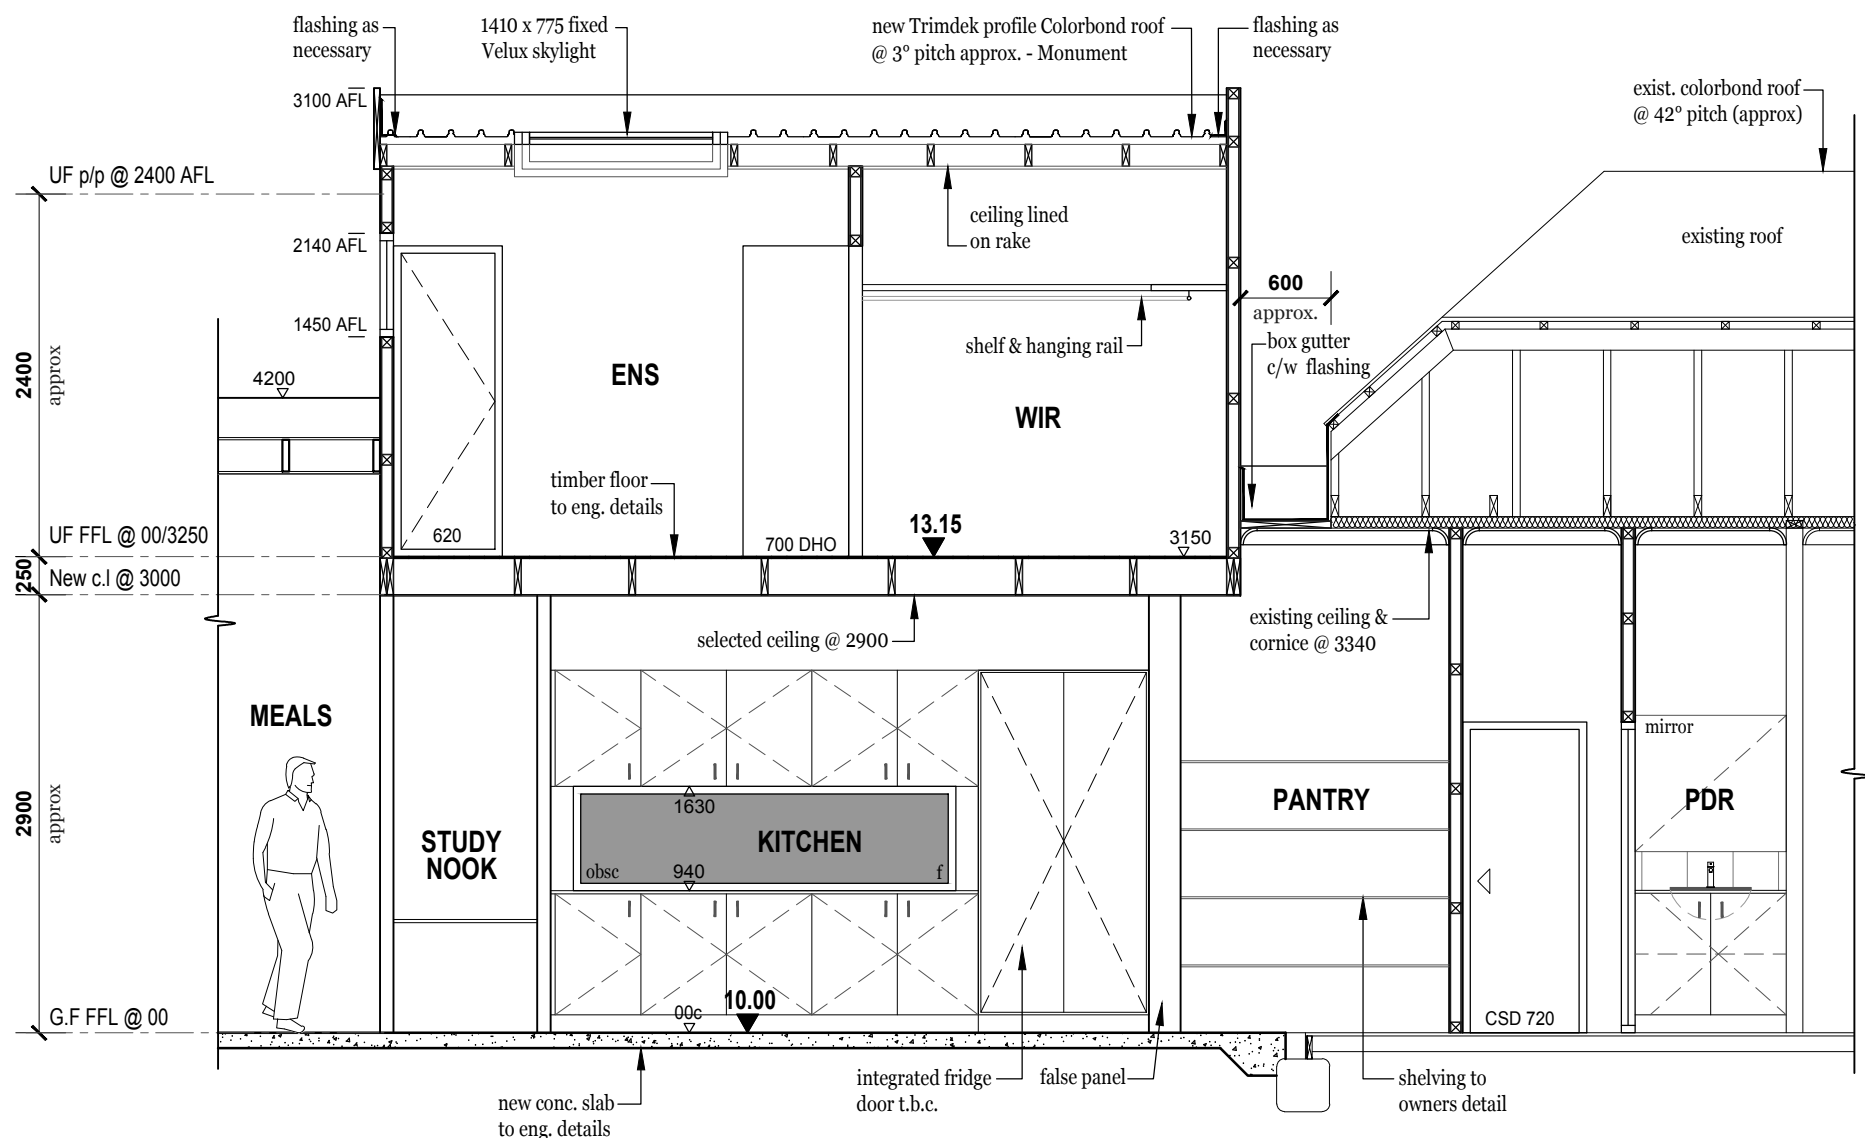 flashing as
necessary
1410 x 775 fixed
Velux skylight
new Trimdek profile Colorbond roof
@ 3° pitch approx. - Monument
flashing as
necessary
exist. colorbond roof
@ 42° pitch (approx)
3100 AFL
UF p/p @ 2400 AFL
2140 AFL
1450 AFL
ceiling lined
on rake
existing roof
600
approx.
box gutter
c/w flashing
shelf & hanging rail
2400
approx
4200
ENS
WIR
timber floor
to eng. details
UF FFL @ 00/3250
620
700 DHO
13.15
3150
250
New c.l @ 3000
selected ceiling @ 2900
existing ceiling &
cornice @ 3340
MEALS
mirror
2900
approx
1630
STUDY
NOOK
KITCHEN
obsc
940
f
PANTRY
PDR
G.F FFL @ 00
00c
10.00
CSD 720
integrated fridge
door t.b.c.
false panel
shelving to
owners detail
new conc. slab
to eng. details